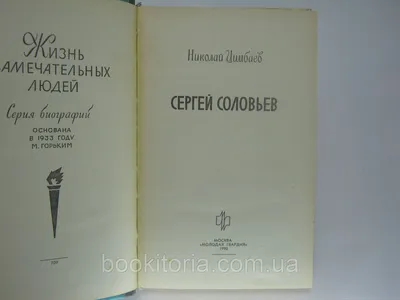 Жизнь
ЗАМЕЧАТЕЛЬНЫХ
ЛЮДЕЙ
Серия биографий
ОСНОВАНА
В 1933 ГОДУ
М. ГОРЬКИМ
Николай Цимбаев
СЕРГЕЙ СОЛОВЬЕВ
МОСКВА
«МОЛОДАЯ ГВАРДИЯ»
bookitoria.com.ua